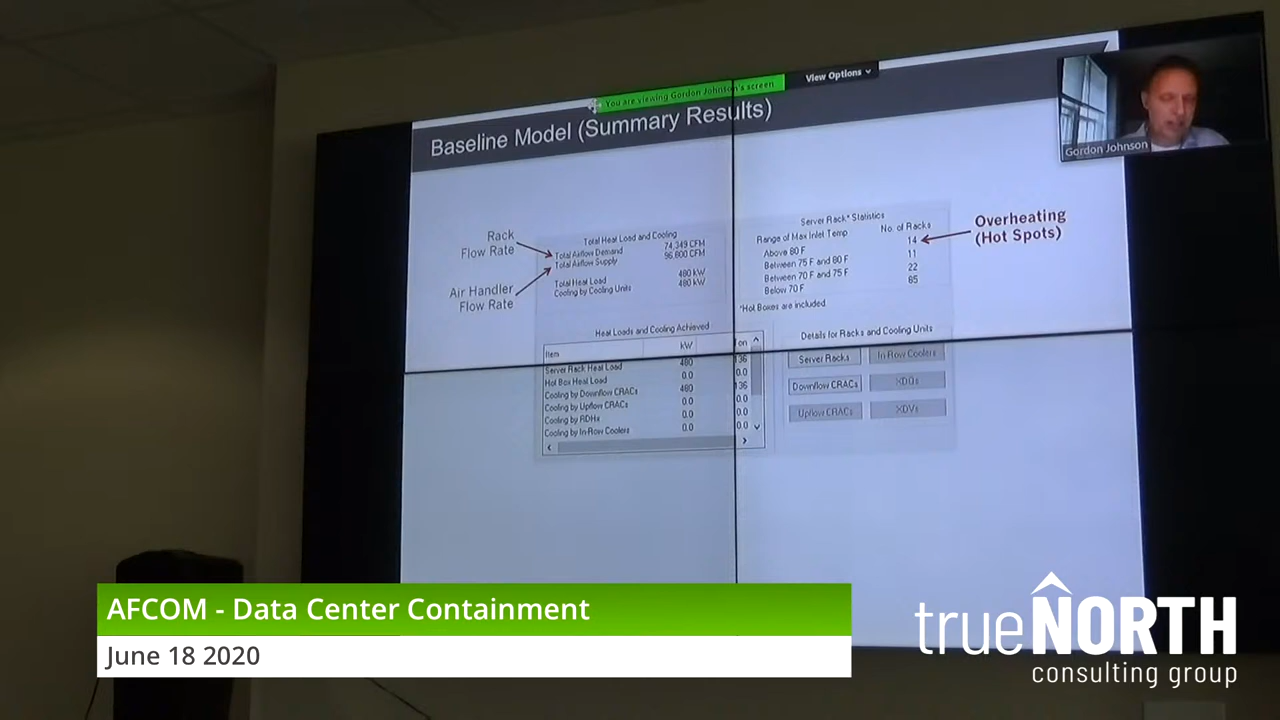 You are viewing Gordon Johnson's screen
View Options
Baseline Model (Summary Results)
Gordon Johnson
Rack
Flow Rate
Air Handler
Flow Rate
Total Heat Load and Cooling
Total Airflow Demand 74,349 CFM
Total Airflow Supply 96,800 CFM
Total Heat Load 480 kW
Cooling by Cooling Units 480 kW
Server Rack* Statistics
Range of Max Inlet Temp No. of Racks
Above 80 F 14
Between 75 F and 80 F 11
Between 70 F and 75 F 22
Below 70 F 65
*Hot Boxes are included
Overheating
(Hot Spots)
Heat Loads and Cooling Achieved
Item kW on
Server Rack Heat Load 480 136
Hot Box Heat Load 0.0 0.0
Cooling by Downflow CRACs 480 136
Cooling by Upflow CRACs 0.0 0.0
Cooling by RDHs 0.0 0.0
Cooling by In-Row Coolers 0.0 0.0
Details for Racks and Cooling Units
Server Racks In-Row Coolers
Downflow CRACs XDOs
Upflow CRACs XDVs
AFCOM - Data Center Containment
June 18 2020
trueNORTH
consulting group